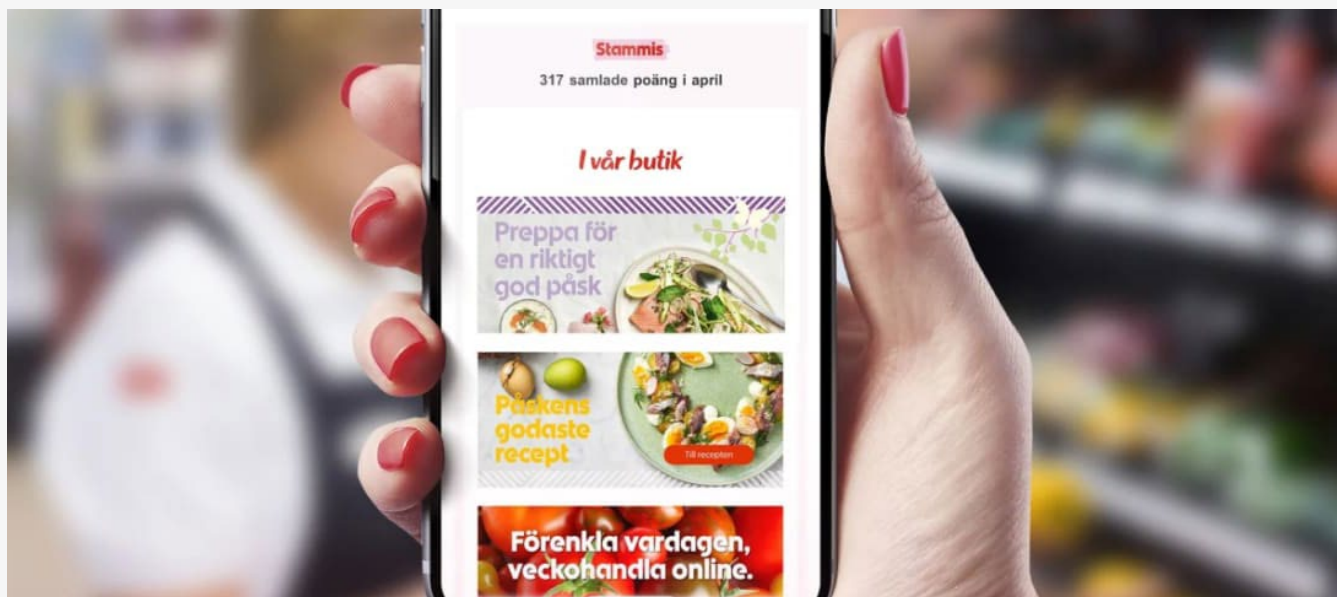 Stammis
317 samlade poäng i april
I vår butik
Preppa för
en riktigt
god påsk
Påskens
godaste
recept
Till recepten
Förenkla vardagen,
veckohandla online.